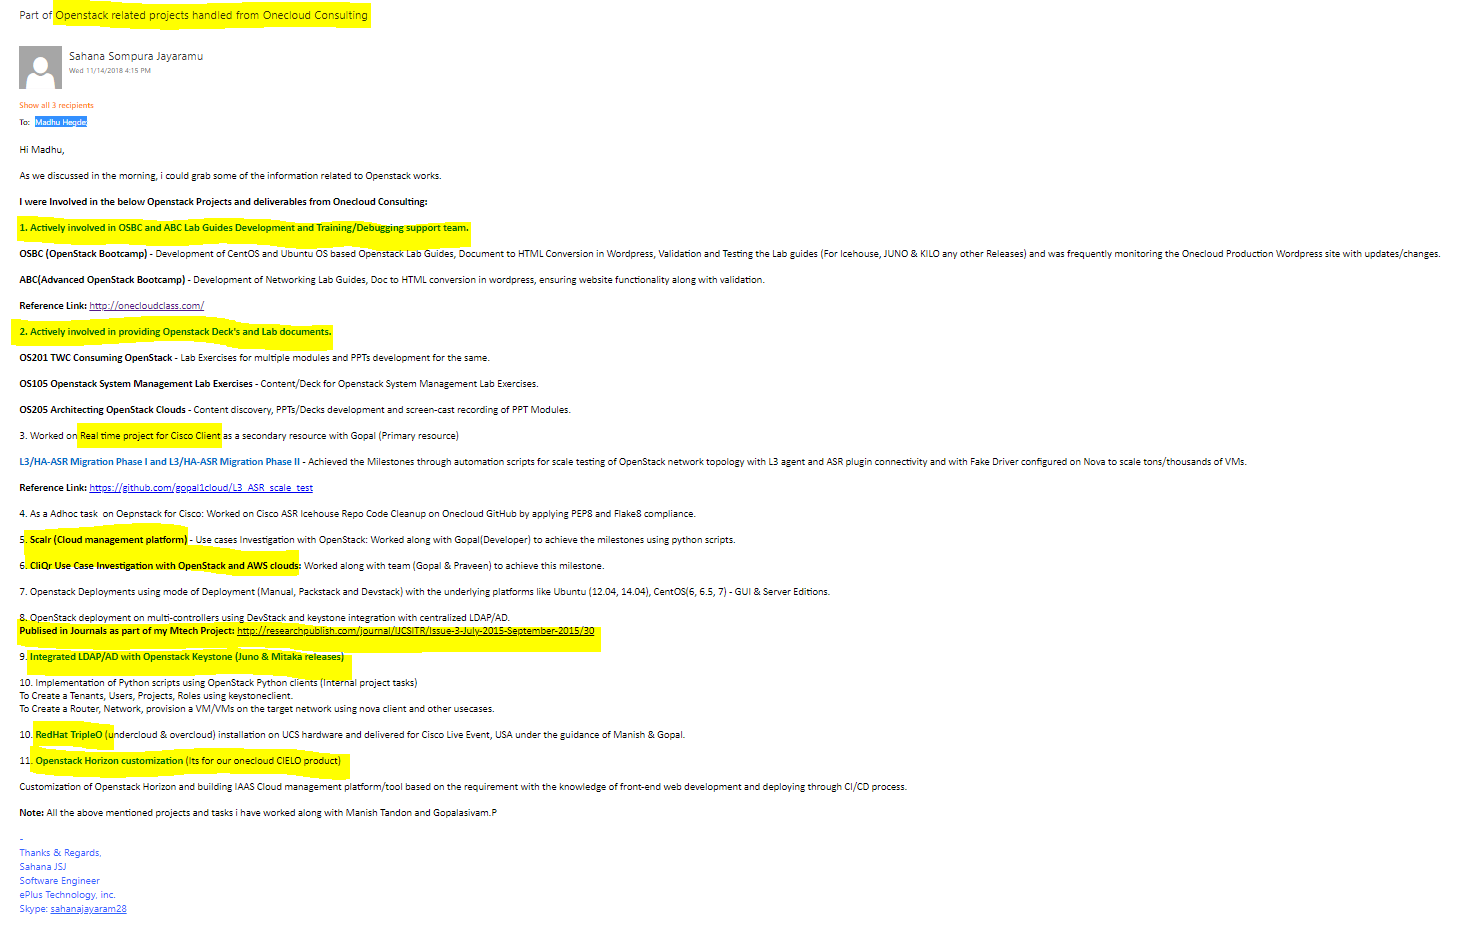 Part of Openstack related projects handled from Onecloud Consulting
Sahana Sompura Jayaramu
Wed 11/14/2018 4:15 PM
Show all 3 recipients
To: Madhu Hegde;
Hi Madhu,
As we discussed in the morning, i could grab some of the information related to Openstack works.
I were Involved in the below Openstack Projects and deliverables from Onecloud Consulting:
1. Actively involved in OSBC and ABC Lab Guides Development and Training/Debugging support team.
OSBC (OpenStack Bootcamp) - Development of CentOS and Ubuntu OS based Openstack Lab Guides, Document to HTML Conversion in Wordpress, Validation and Testing the Lab guides (For Icehouse, JUNO & KILO any other Releases) and was frequently monitoring the Onecloud Production Wordpress site with updates/changes.
ABC(Advanced OpenStack Bootcamp) - Development of Networking Lab Guides, Doc to HTML conversion in wordpress, ensuring website functionality along with validation.
Reference Link: http://onecloudclass.com/
2. Actively involved in providing Openstack Deck's and Lab documents.
OS201 TWC Consuming OpenStack - Lab Exercises for multiple modules and PPTs development for the same.
OS105 Openstack System Management Lab Exercises - Content/Deck for Openstack System Management Lab Exercises.
OS205 Architecting OpenStack Clouds - Content discovery, PPTs/Decks development and screen-cast recording of PPT Modules.
3. Worked on Real time project for Cisco Client as a secondary resource with Gopal (Primary resource)
L3/HA-ASR Migration Phase I and L3/HA-ASR Migration Phase II - Achieved the Milestones through automation scripts for scale testing of OpenStack network topology with L3 agent and ASR plugin connectivity and with Fake Driver configured on Nova to scale tons/thousands of VMs.
Reference Link: https://github.com/gopal1cloud/L3_ASR_scale_test
4. As a Adhoc task  on Oepnstack for Cisco: Worked on Cisco ASR Icehouse Repo Code Cleanup on Onecloud GitHub by applying PEP8 and Flake8 compliance.
5. Scalr (Cloud management platform) - Use cases Investigation with OpenStack: Worked along with Gopal(Developer) to achieve the milestones using python scripts.
6. CliQr Use Case Investigation with OpenStack and AWS clouds: Worked along with team (Gopal & Praveen) to achieve this milestone.
7. Openstack Deployments using mode of Deployment (Manual, Packstack and Devstack) with the underlying platforms like Ubuntu (12.04, 14.04), CentOS(6, 6.5, 7) - GUI & Server Editions.
8. OpenStack deployment on multi-controllers using DevStack and keystone integration with centralized LDAP/AD.
Publised in Journals as part of my Mtech Project: http://researchpublish.com/journal/IJCSITR/Issue-3-July-2015-September-2015/30
9. Integrated LDAP/AD with Openstack Keystone (Juno & Mitaka releases)
10. Implementation of Python scripts using OpenStack Python clients (Internal project tasks)
To Create a Tenants, Users, Projects, Roles using keystoneclient.
To Create a Router, Network, provision a VM/VMs on the target network using nova client and other usecases.
10. RedHat TripleO (undercloud & overcloud) installation on UCS hardware and delivered for Cisco Live Event, USA under the guidance of Manish & Gopal.
11. Openstack Horizon customization (Its for our onecloud CIELO product)
Customization of Openstack Horizon and building IAAS Cloud management platform/tool based on the requirement with the knowledge of front-end web development and deploying through CI/CD process.
Note: All the above mentioned projects and tasks i have worked along with Manish Tandon and Gopalasivam.P
-
Thanks & Regards,
Sahana JSJ
Software Engineer
ePlus Technology, inc.
Skype: sahanajayaram28